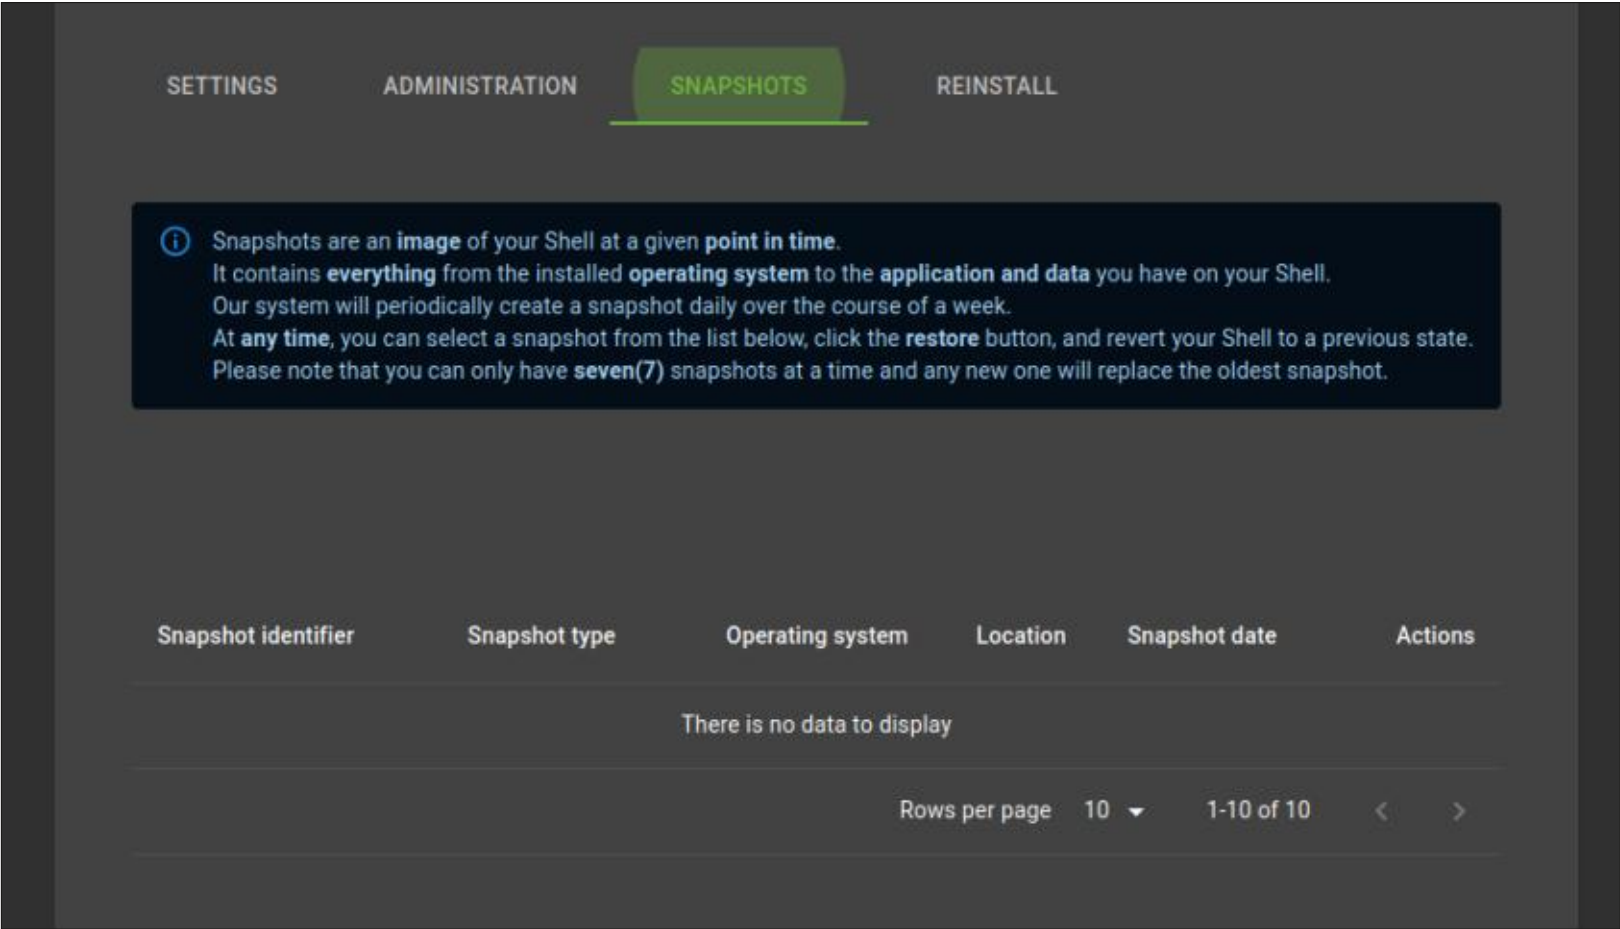 SETTINGS ADMINISTRATION SNAPSHOTS REINSTALL
Snapshots are an image of your Shell at a given point in time.
It contains everything from the installed operating system to the application and data you have on your Shell.
Our system will periodically create a snapshot daily over the course of a week.
At any time, you can select a snapshot from the list below, click the restore button, and revert your Shell to a previous state.
Please note that you can only have seven(7) snapshots at a time and any new one will replace the oldest snapshot.
Snapshot identifier Snapshot type Operating system Location Snapshot date Actions
There is no data to display
Rows per page 10 1-10 of 10